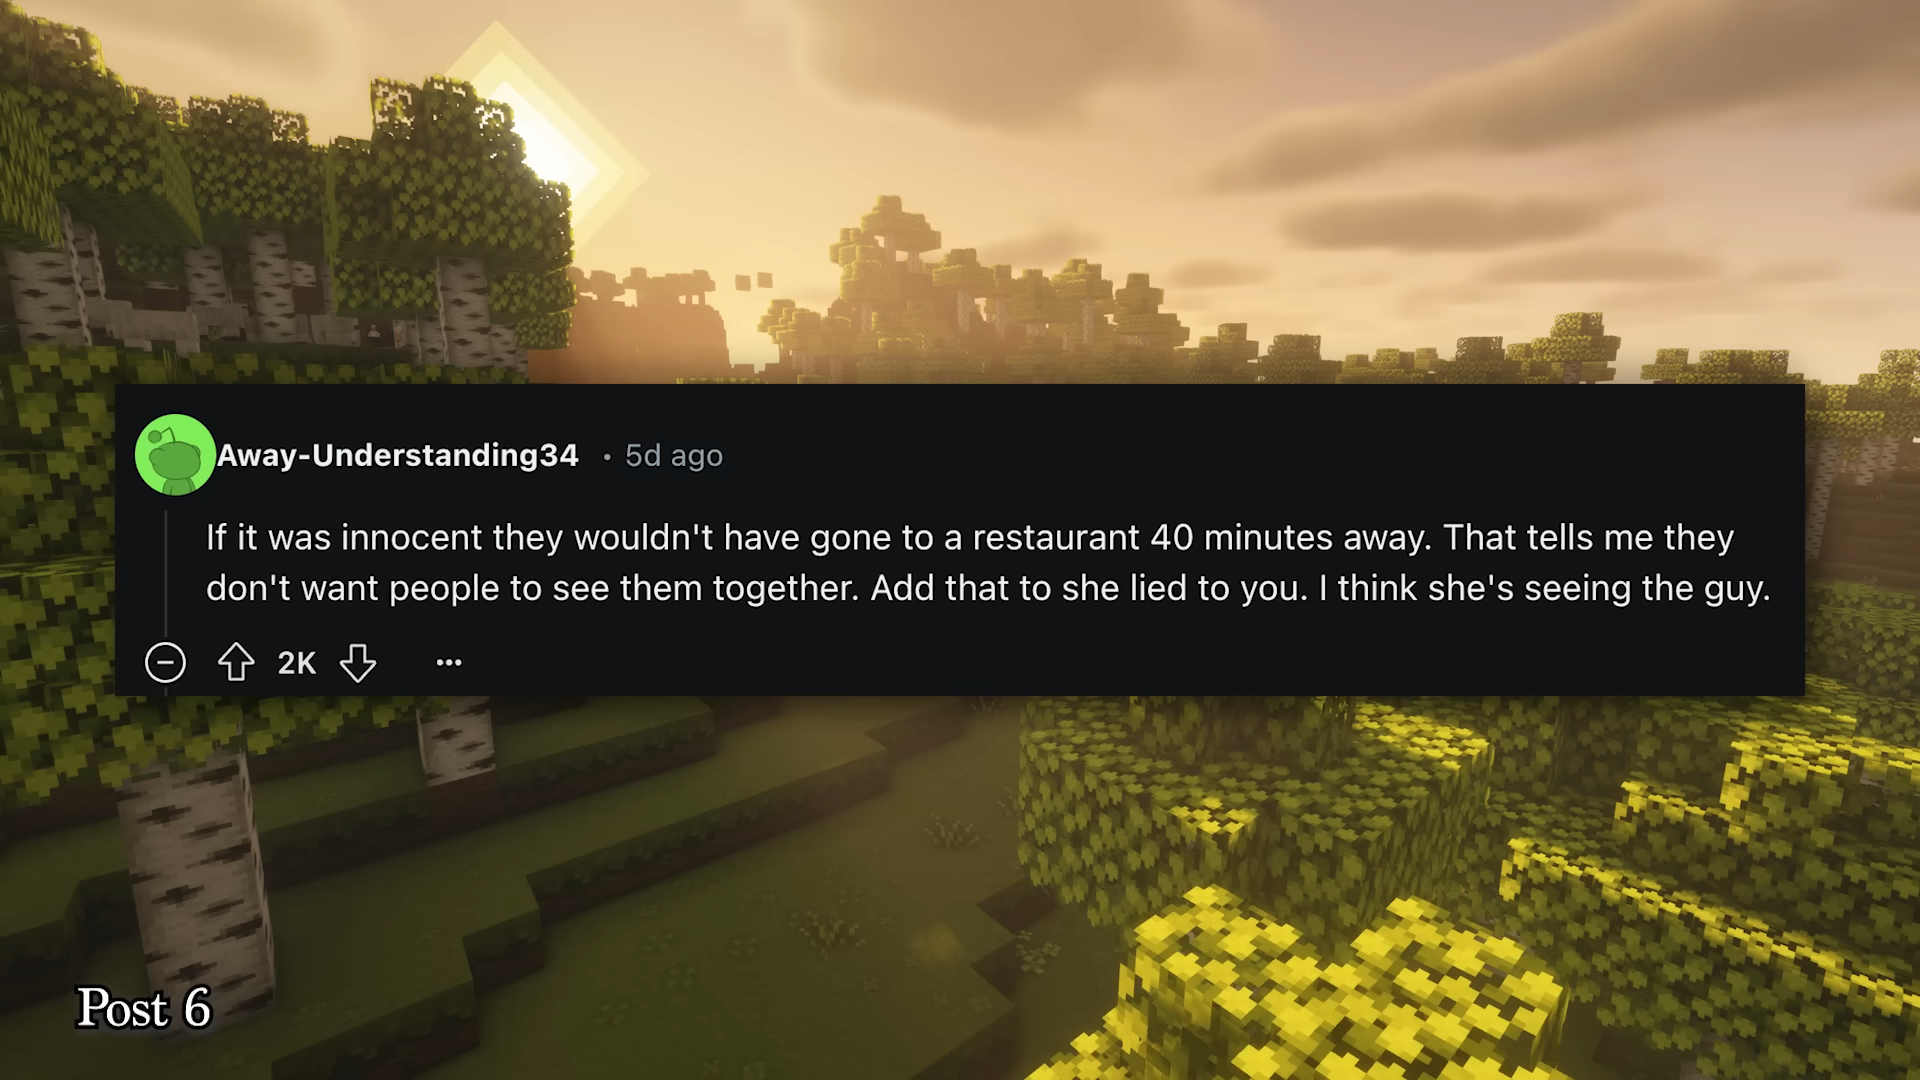 Away-Understanding34 • 5d ago
If it was innocent they wouldn't have gone to a restaurant 40 minutes away. That tells me they
don't want people to see them together. Add that to she lied to you. I think she's seeing the guy.
2K
Post 6